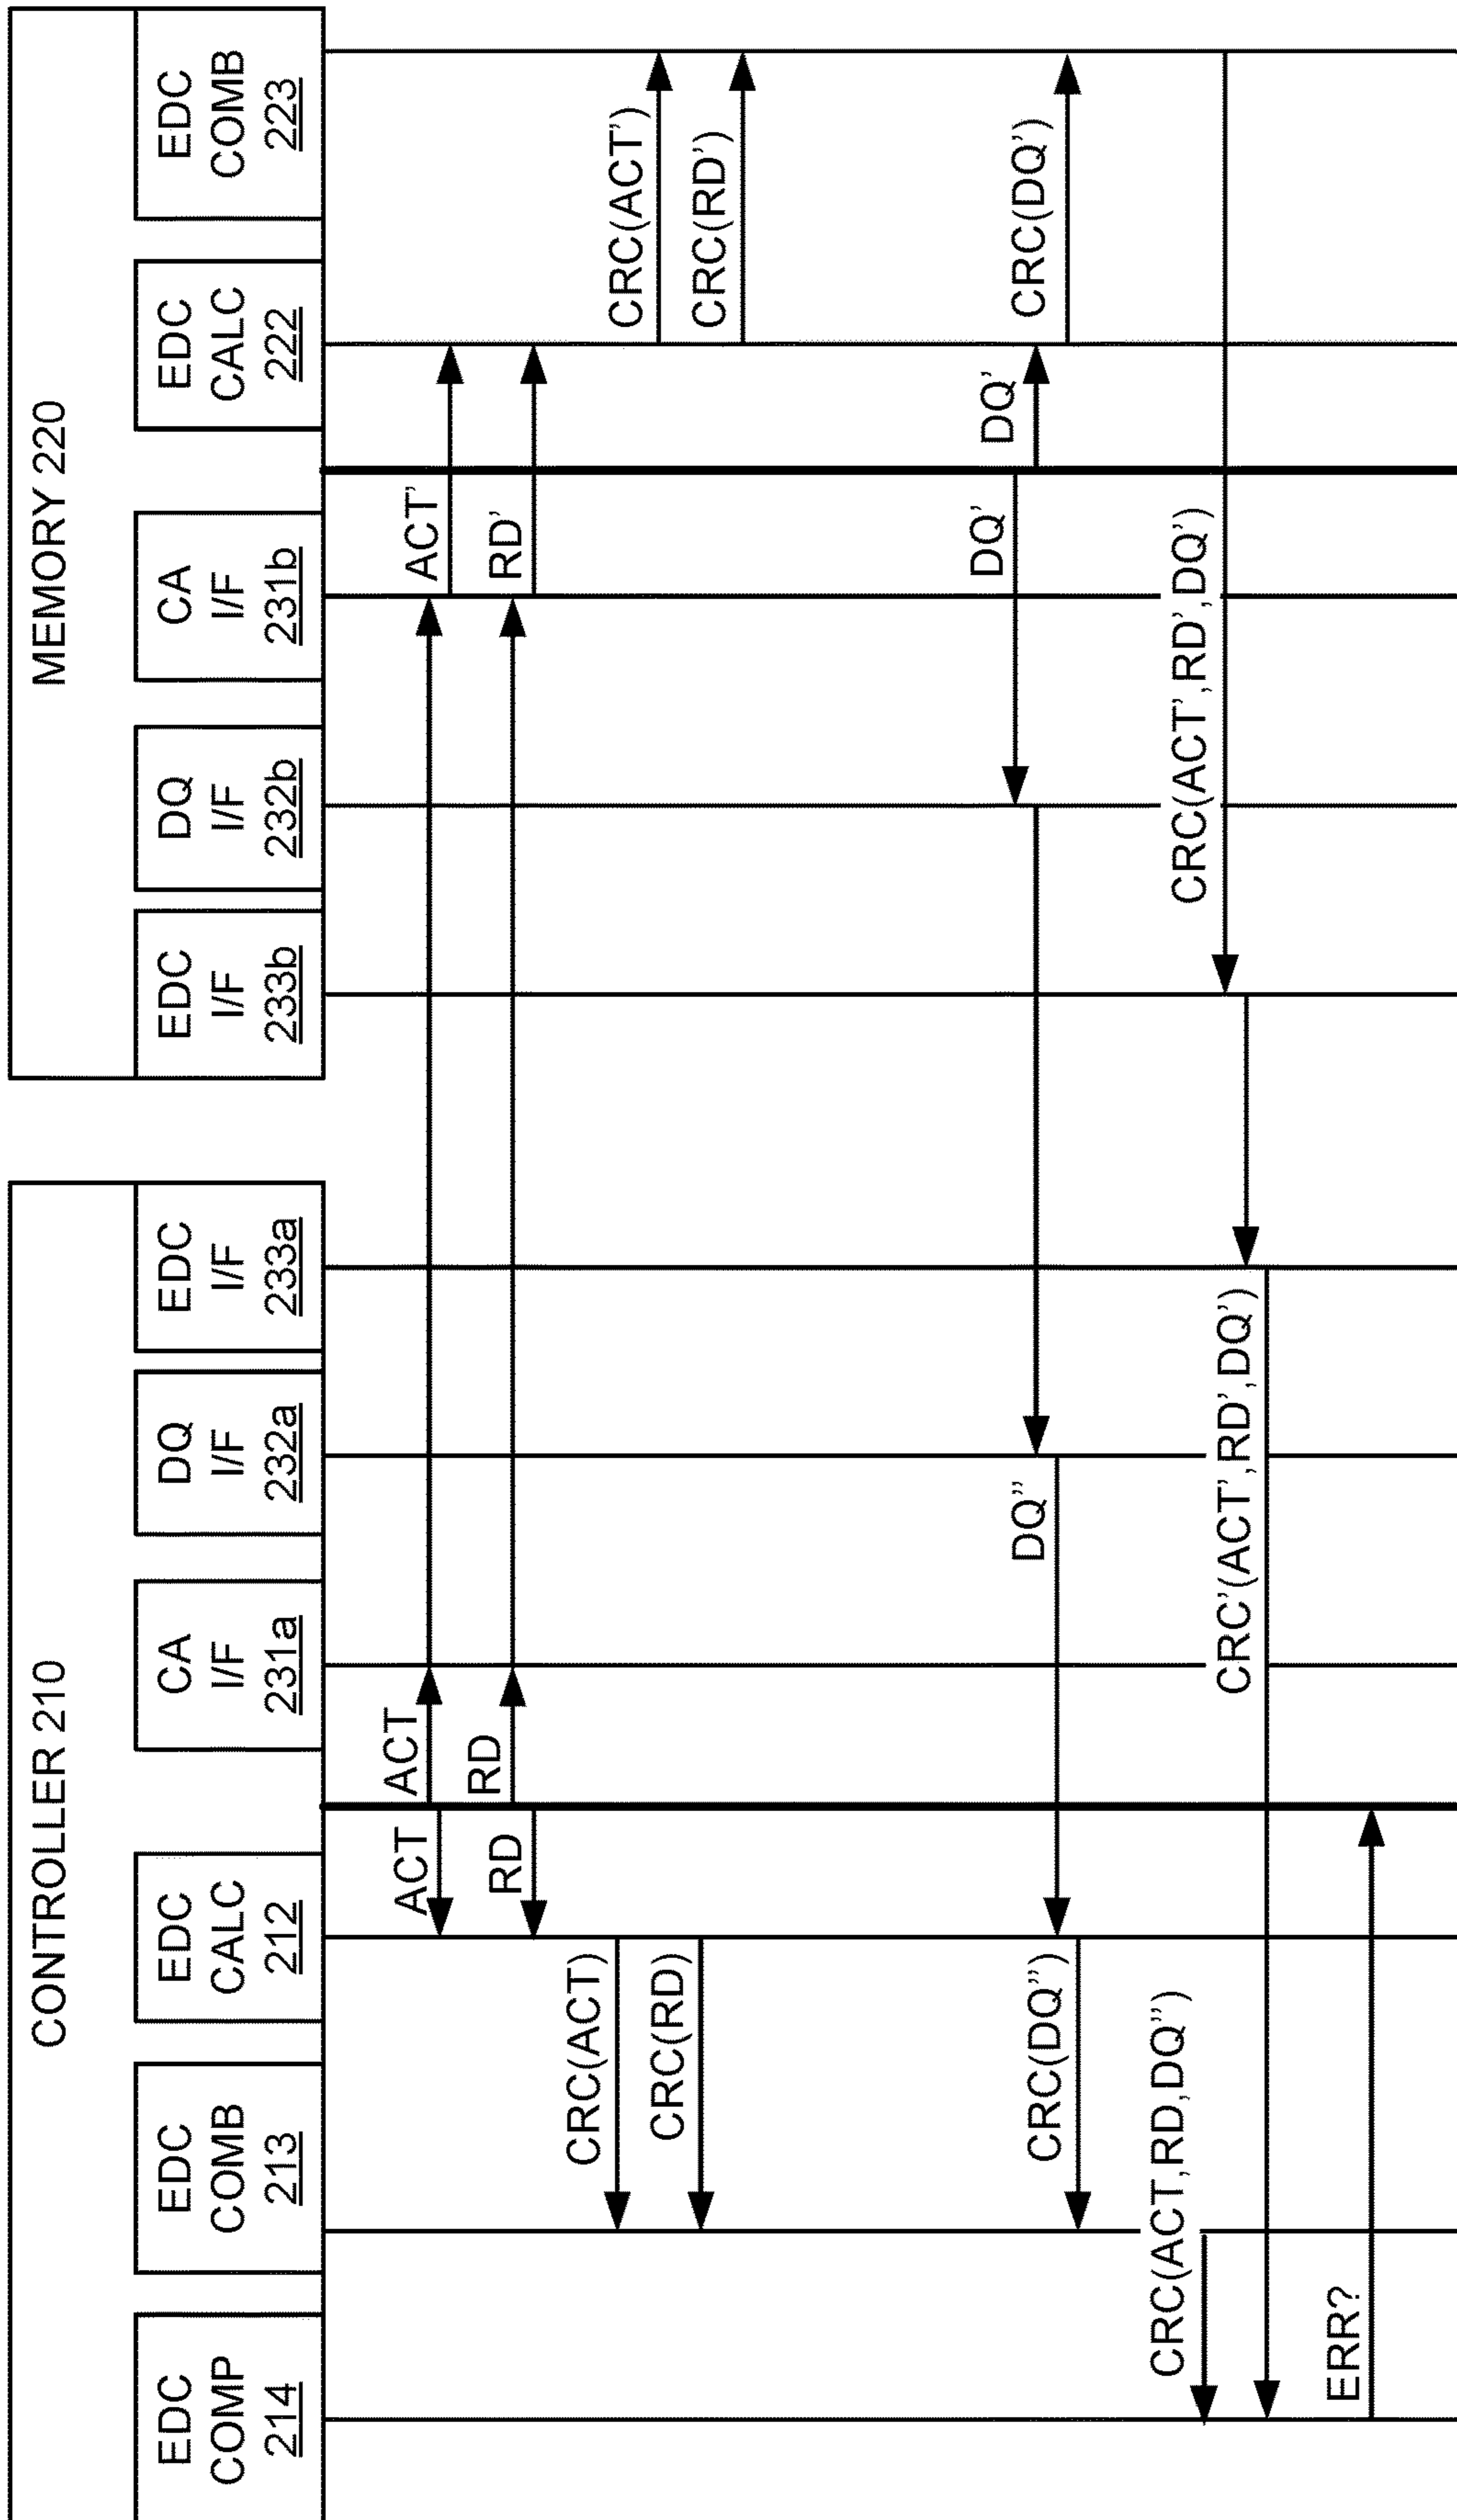 CONTROLLER 210
MEMORY 220
EDC
COMP
214
EDC
COMB
213
EDC
CALC
212
CA
I/F
231a
DQ
I/F
232a
EDC
I/F
233a
EDC
I/F
233b
DQ
I/F
232b
CA
I/F
231b
EDC
CALC
222
EDC
COMB
223
ACT
ACT
ACT'
RD
RD
RD'
CRC(ACT)
CRC(ACT')
CRC(RD)
CRC(RD')
DQ'
DQ'
DQ''
CRC(DQ')
CRC(DQ'')
CRC(ACT,RD,DQ'')
CRC(ACT',RD',DQ')
CRC'(ACT',RD',DQ')
ERR?